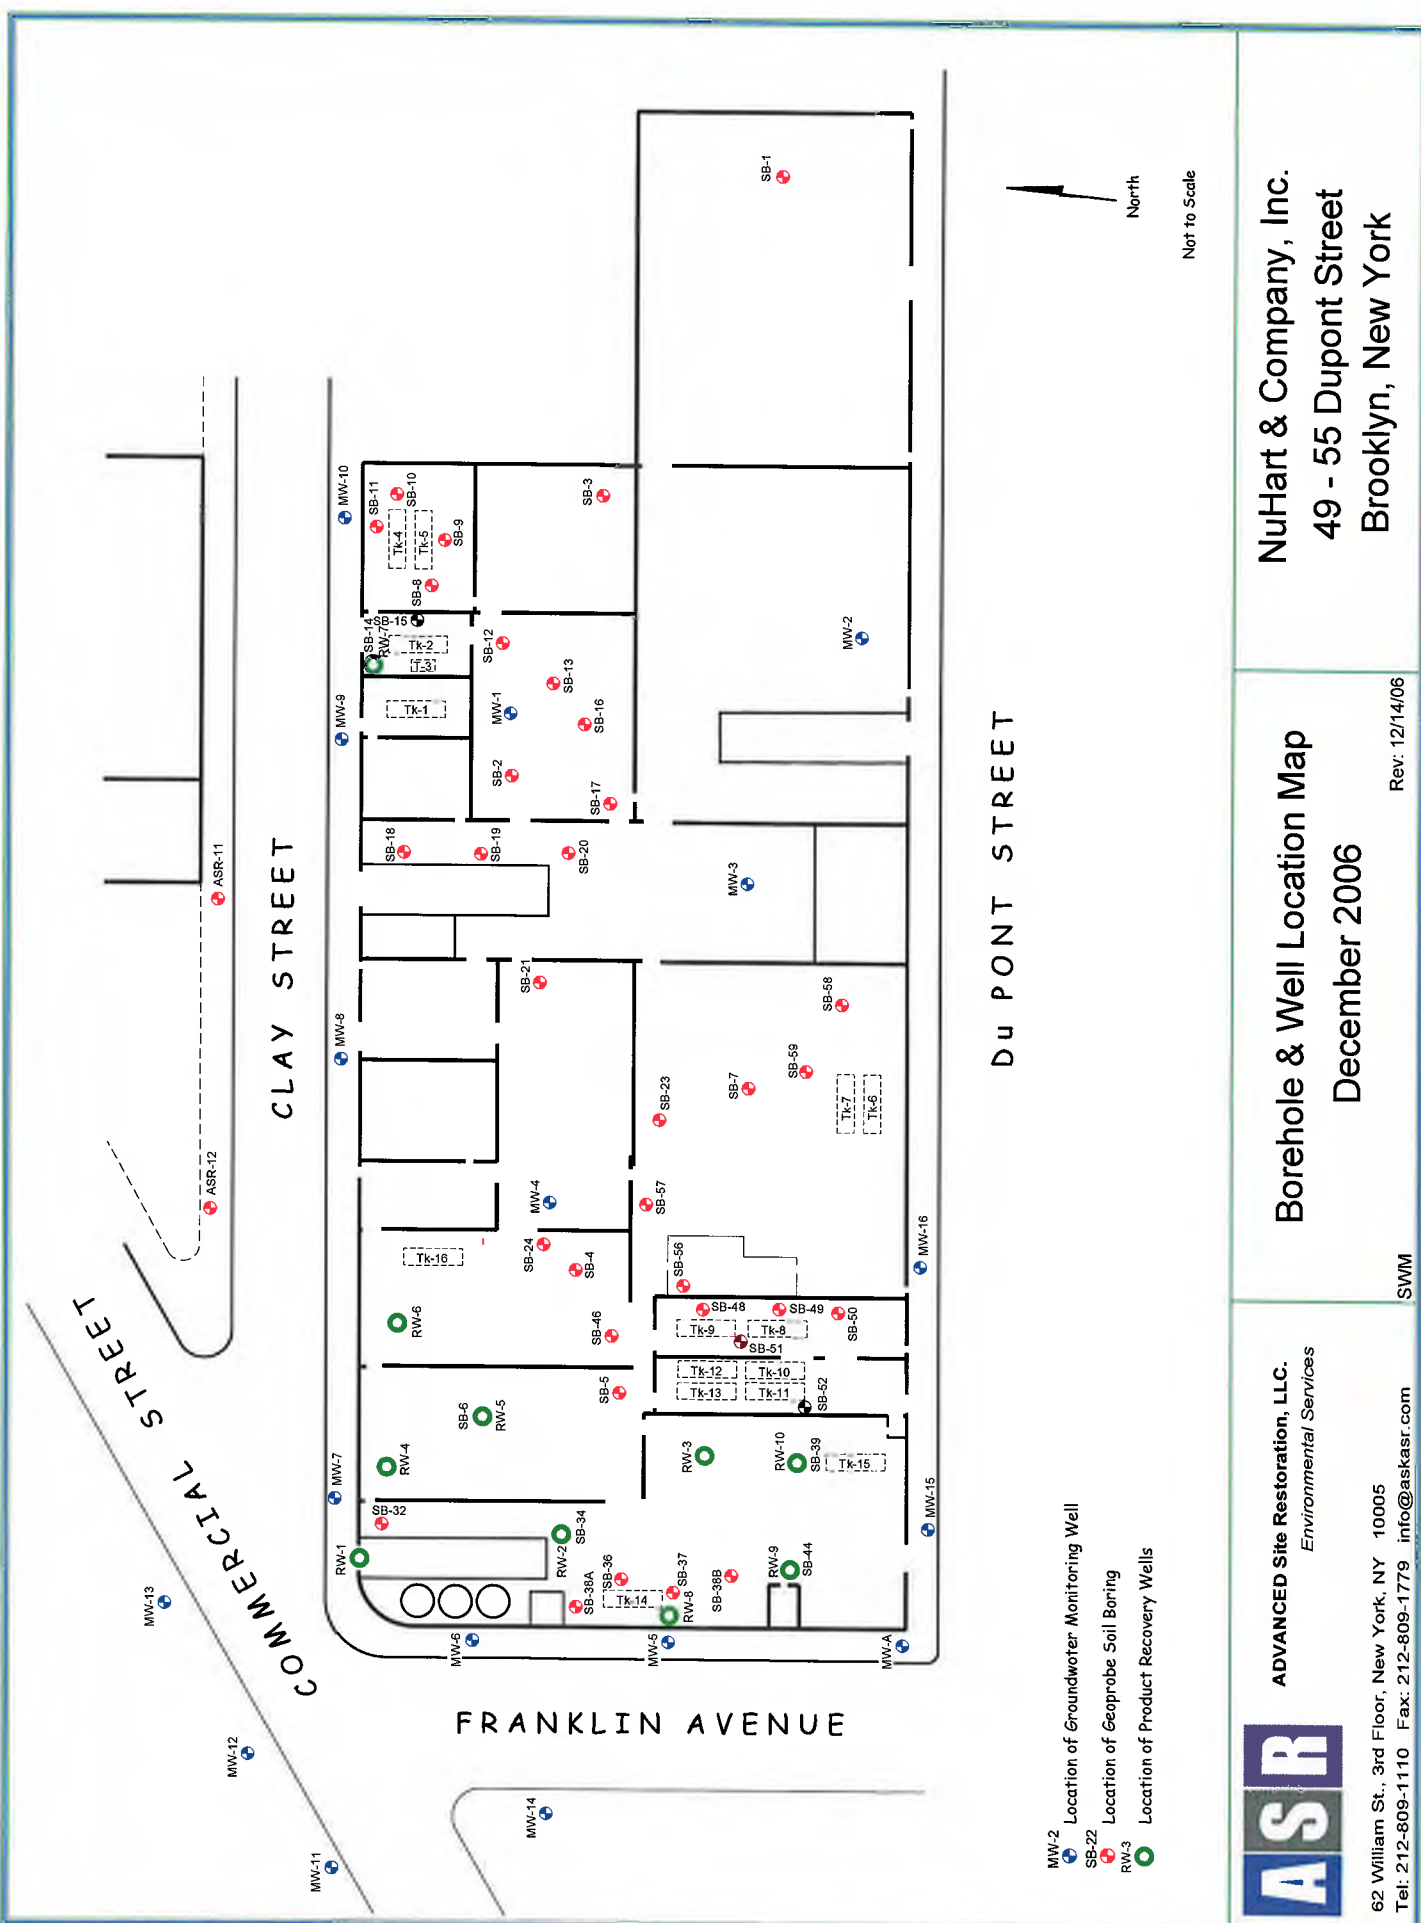 COMMERCIAL STREET
CLAY STREET
Du PONT STREET
FRANKLIN AVENUE
MW-11
MW-12
MW-13
MW-14
ASR-12
ASR-11
MW-7
MW-8
MW-9
MW-10
RW-1
SB-32
RW-4
SB-6
RW-5
RW-6
Tk-16
SB-24
SB-4
SB-46
SB-5
MW-4
SB-21
SB-18
SB-19
SB-20
SB-2
SB-17
MW-1
SB-16
SB-13
SB-12
Tk-1
T-3
Tk-2
SB-14
RW-7
SB-15
SB-8
SB-9
SB-10
SB-11
Tk-4
Tk-5
SB-3
SB-1
MW-2
MW-3
SB-58
SB-59
SB-7
SB-23
Tk-7
Tk-6
SB-57
SB-56
SB-48
SB-49
SB-50
Tk-9
Tk-8
SB-51
Tk-12
Tk-10
Tk-13
Tk-11
SB-52
RW-3
RW-10
SB-39
Tk-15
RW-2
SB-34
SB-36
SB-38A
Tk-14
SB-37
RW-8
SB-38B
RW-9
SB-44
MW-6
MW-5
MW-A
MW-15
MW-16
North
Not to Scale
MW-2
Location of Groundwater Monitoring Well
SB-22
Location of Geoprobe Soil Boring
RW-3
Location of Product Recovery Wells
ASR
ADVANCED Site Restoration, LLC.
Environmental Services
62 William St., 3rd Floor, New York, NY 10005
Tel: 212-809-1110 Fax: 212-809-1779 info@askasr.com
Borehole & Well Location Map
December 2006
SWM
Rev: 12/14/06
NuHart & Company, Inc.
49 - 55 Dupont Street
Brooklyn, New York